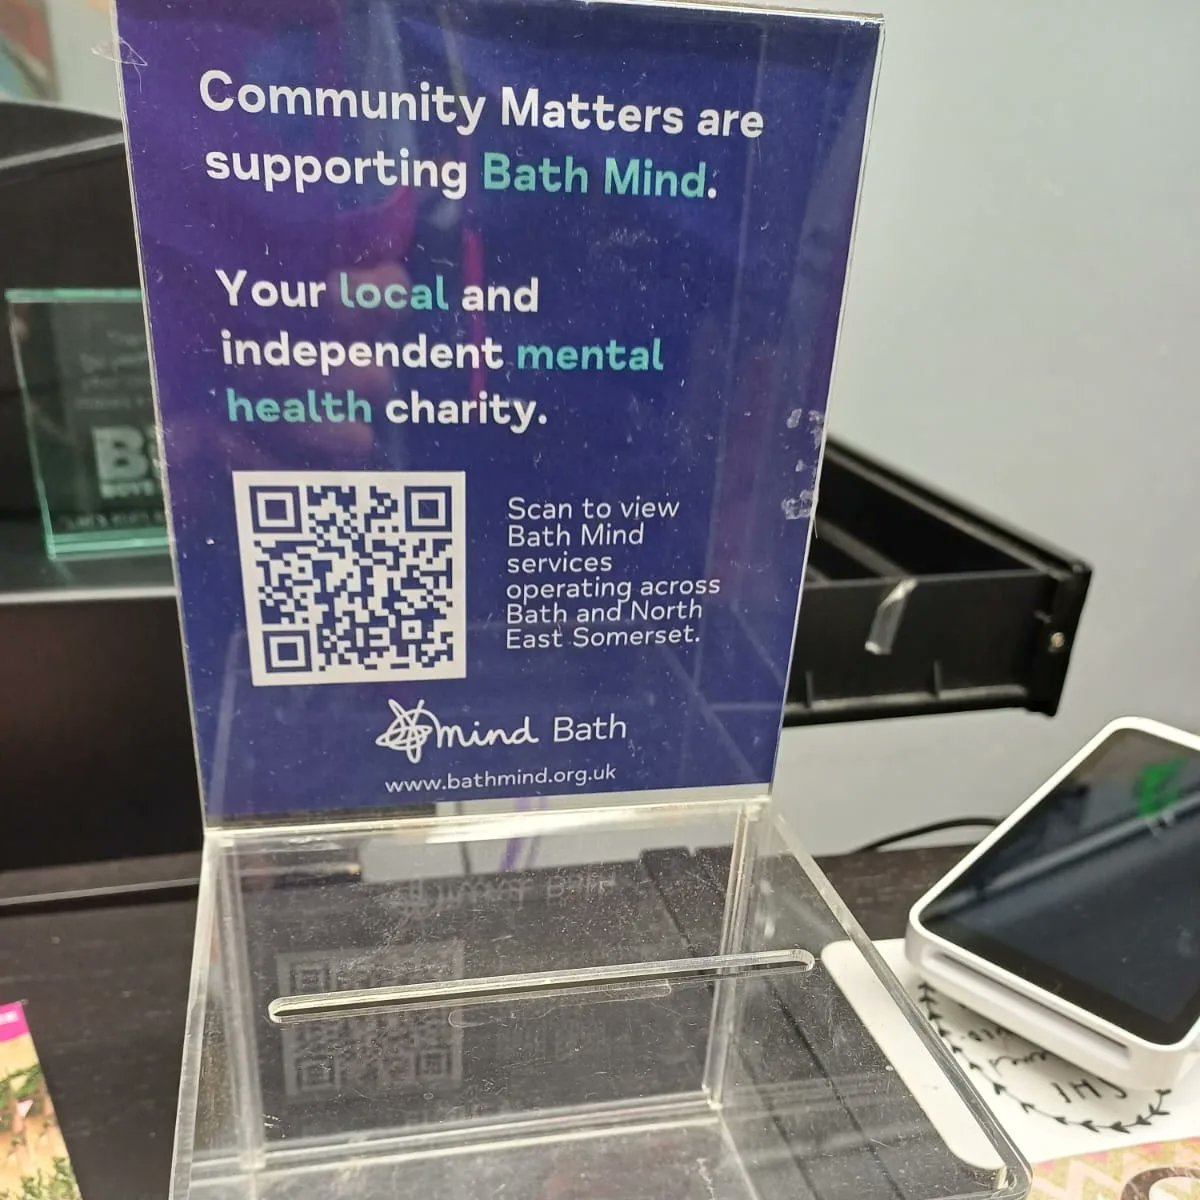 Community Matters are
supporting Bath Mind.
Your local and
independent mental
health charity.
Scan to view
Bath Mind
services
operating across
Bath and North
East Somerset.
mind Bath
www.bathmind.org.uk